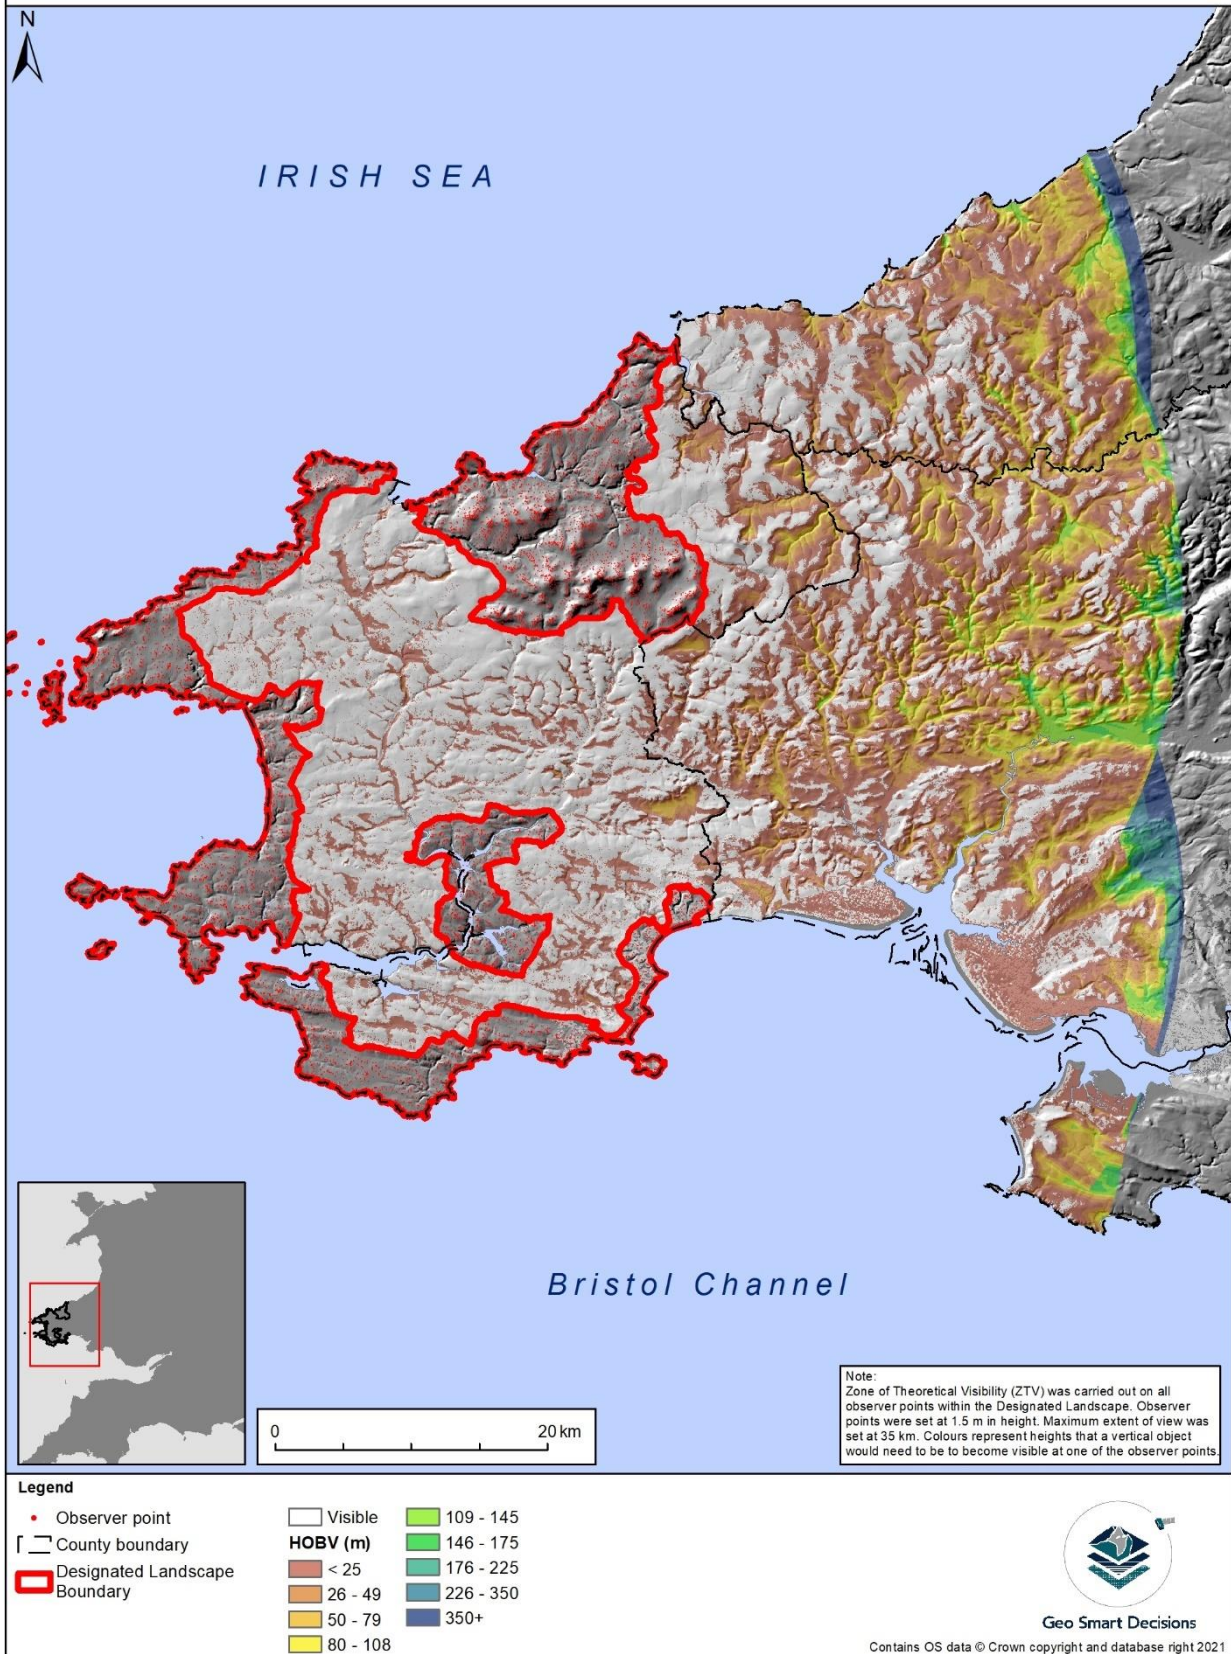 N
IRISH SEA
Bristol Channel
0 20 km
Note:
Zone of Theoretical Visibility (ZTV) was carried out on all
observer points within the Designated Landscape. Observer
points were set at 1.5 m in height. Maximum extent of view was
set at 35 km. Colours represent heights that a vertical object
would need to be to become visible at one of the observer points.
Legend
Observer point
County boundary
Designated Landscape
Boundary
Visible
HOBV (m)
< 25
26 - 49
50 - 79
80 - 108
109 - 145
146 - 175
176 - 225
226 - 350
350+
Geo Smart Decisions
Contains OS data © Crown copyright and database right 2021